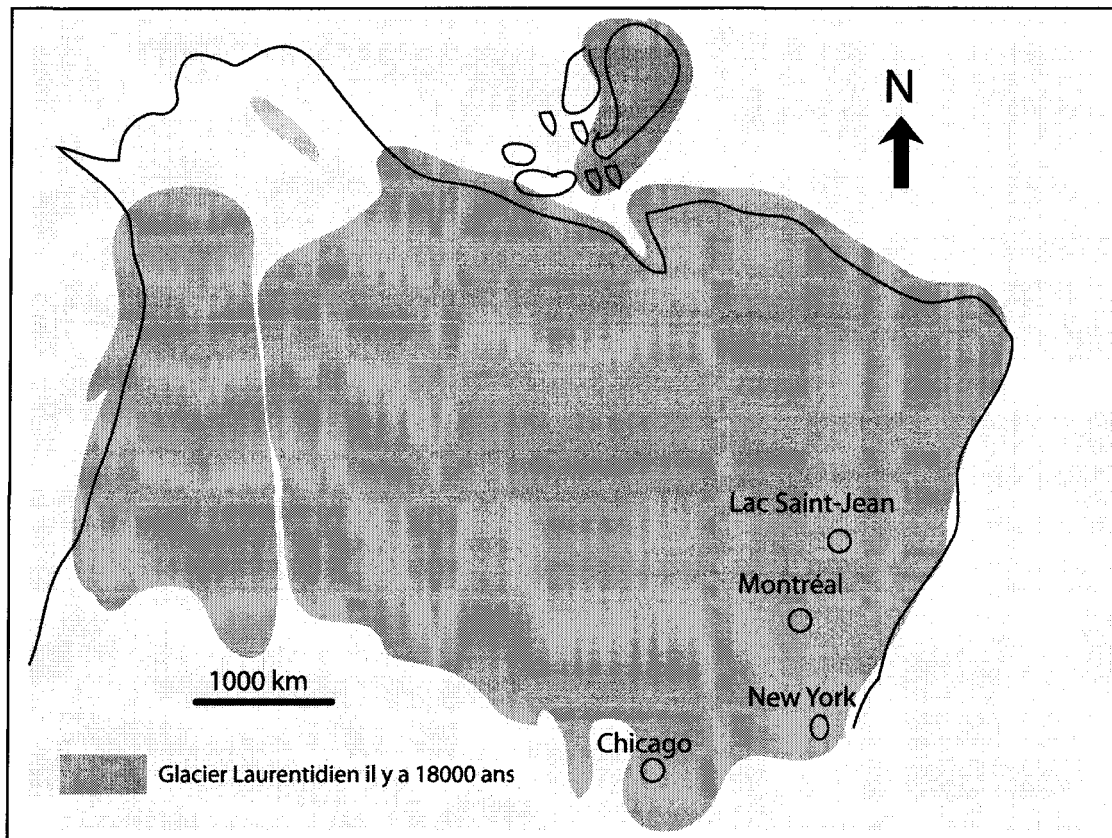 N
Lac Saint-Jean
Montréal
1000 km
New York
Chicago
Glacier Laurentidien il y a 18000 ans